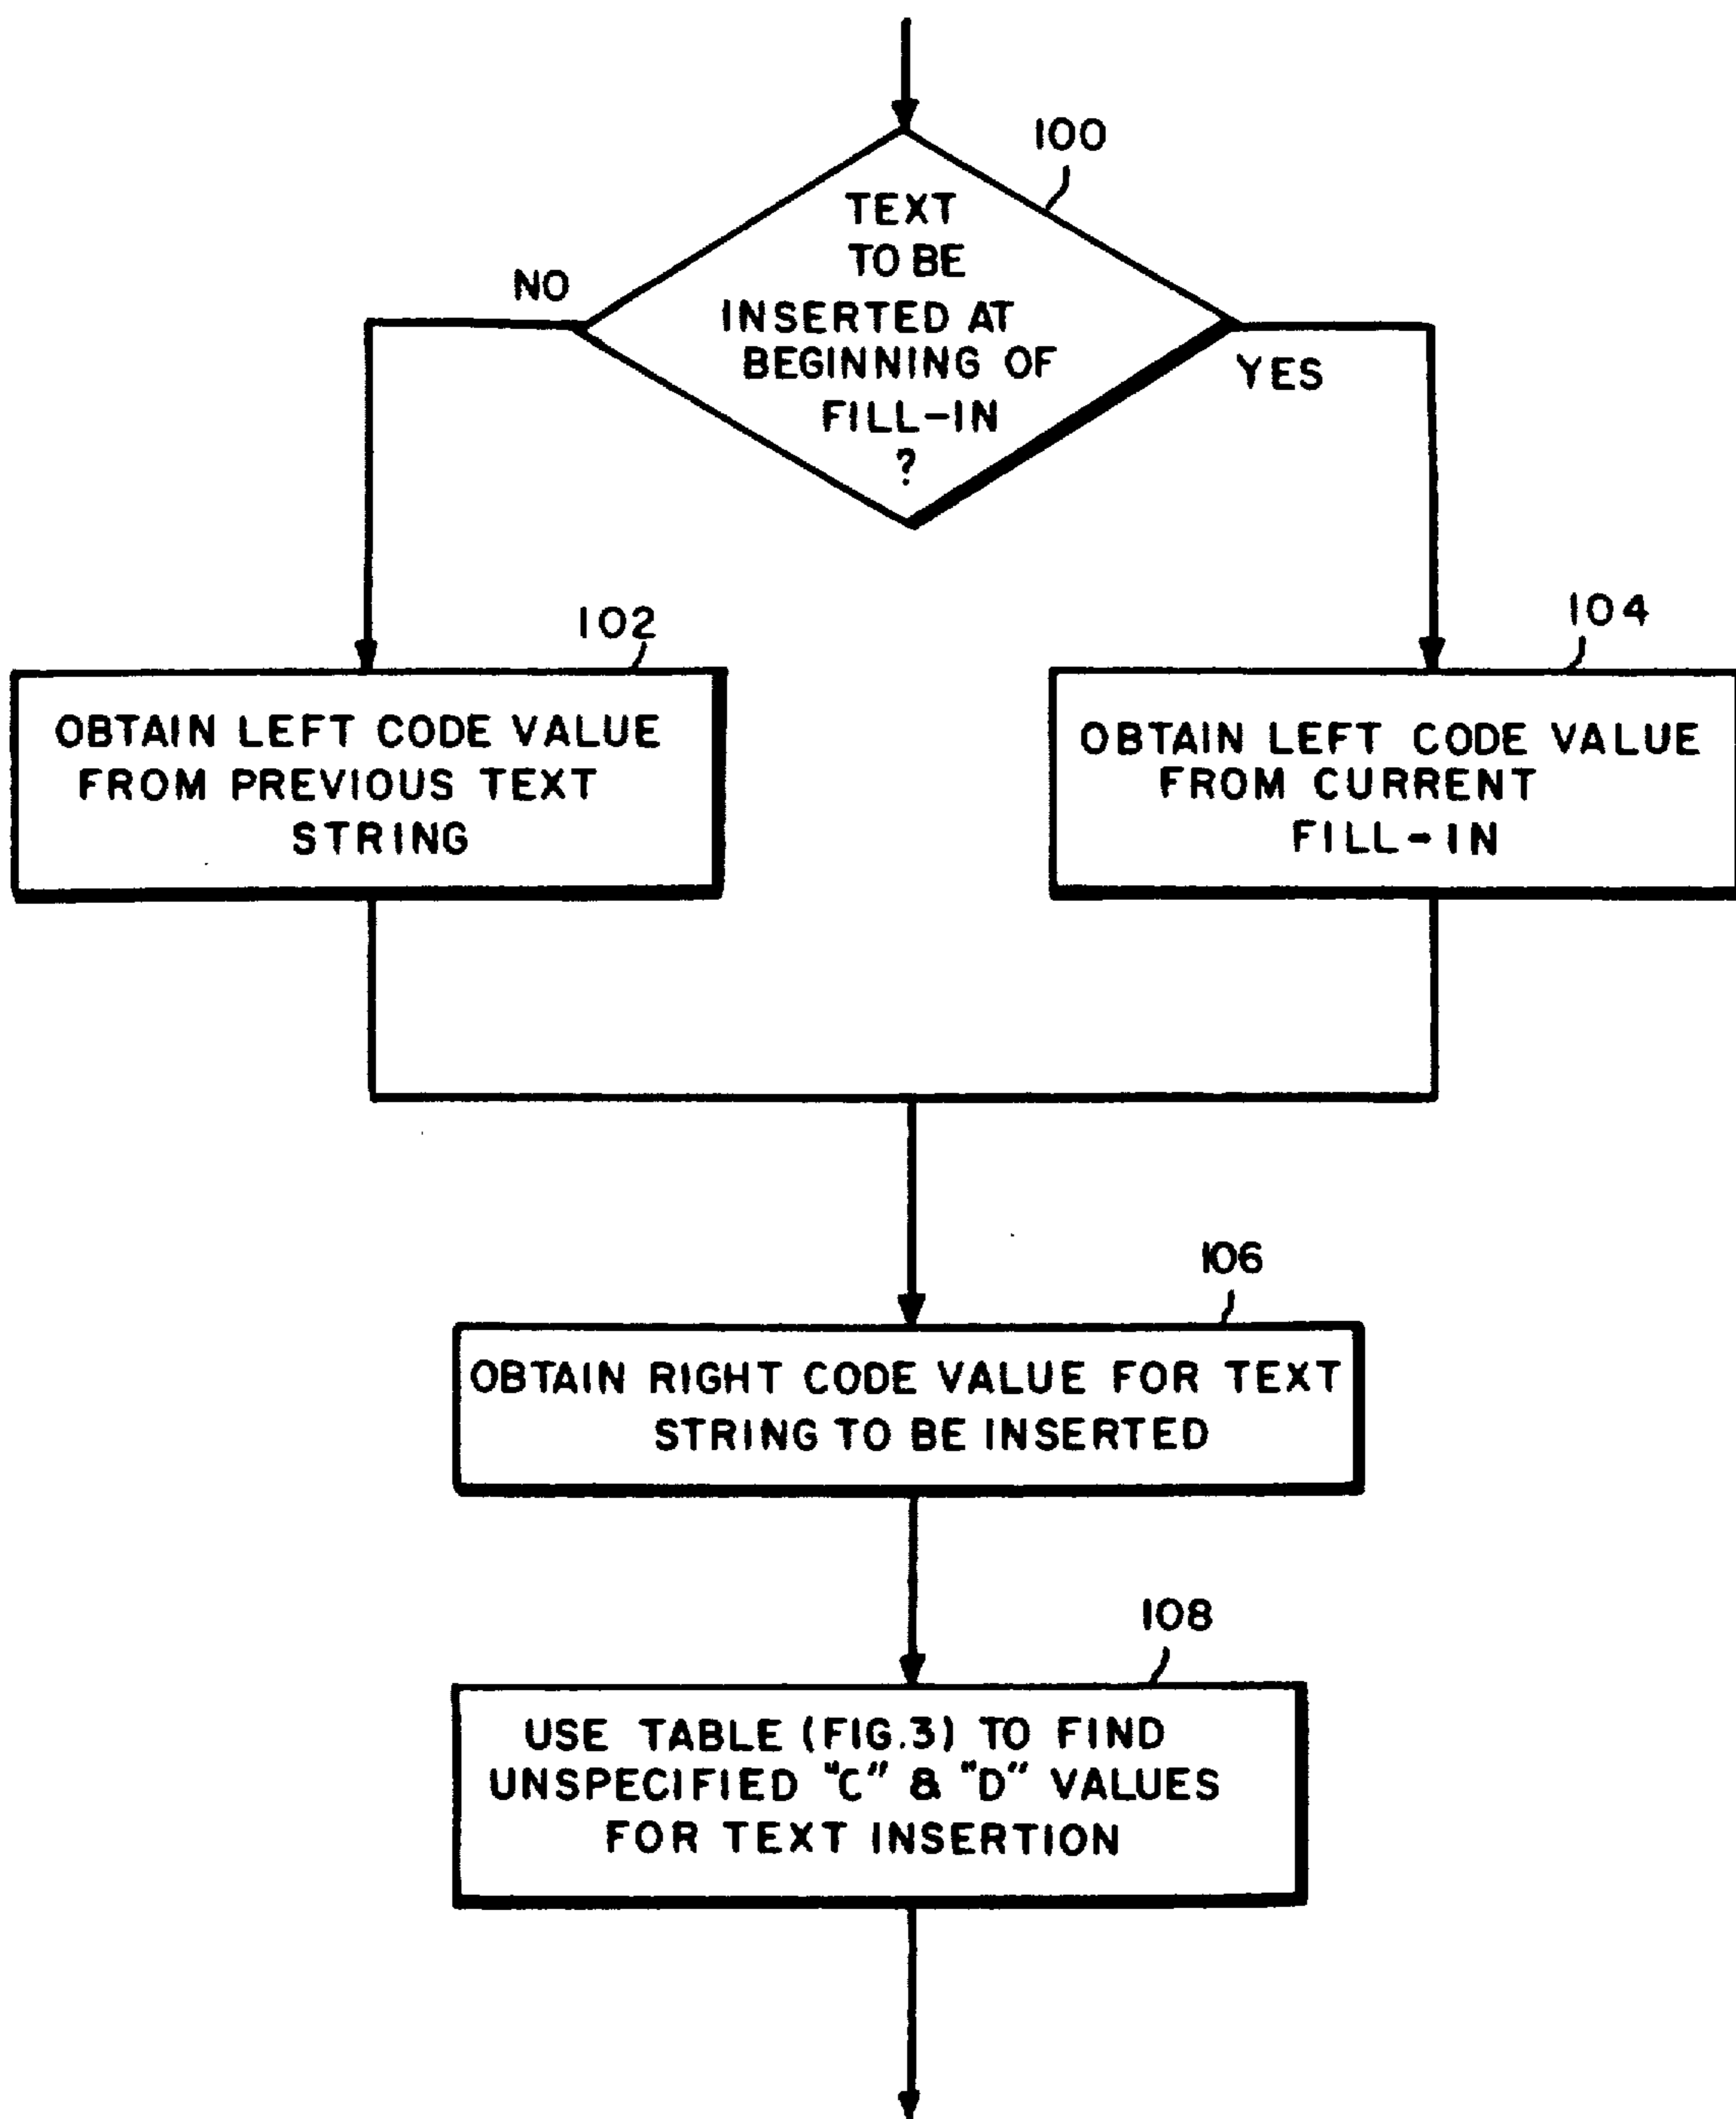 100
TEXT
TO BE
INSERTED AT
BEGINNING OF
FILL-IN
?
NO
YES
102
OBTAIN LEFT CODE VALUE
FROM PREVIOUS TEXT
STRING
104
OBTAIN LEFT CODE VALUE
FROM CURRENT
FILL-IN
106
OBTAIN RIGHT CODE VALUE FOR TEXT
STRING TO BE INSERTED
108
USE TABLE (FIG.3) TO FIND
UNSPECIFIED "C" & "D" VALUES
FOR TEXT INSERTION